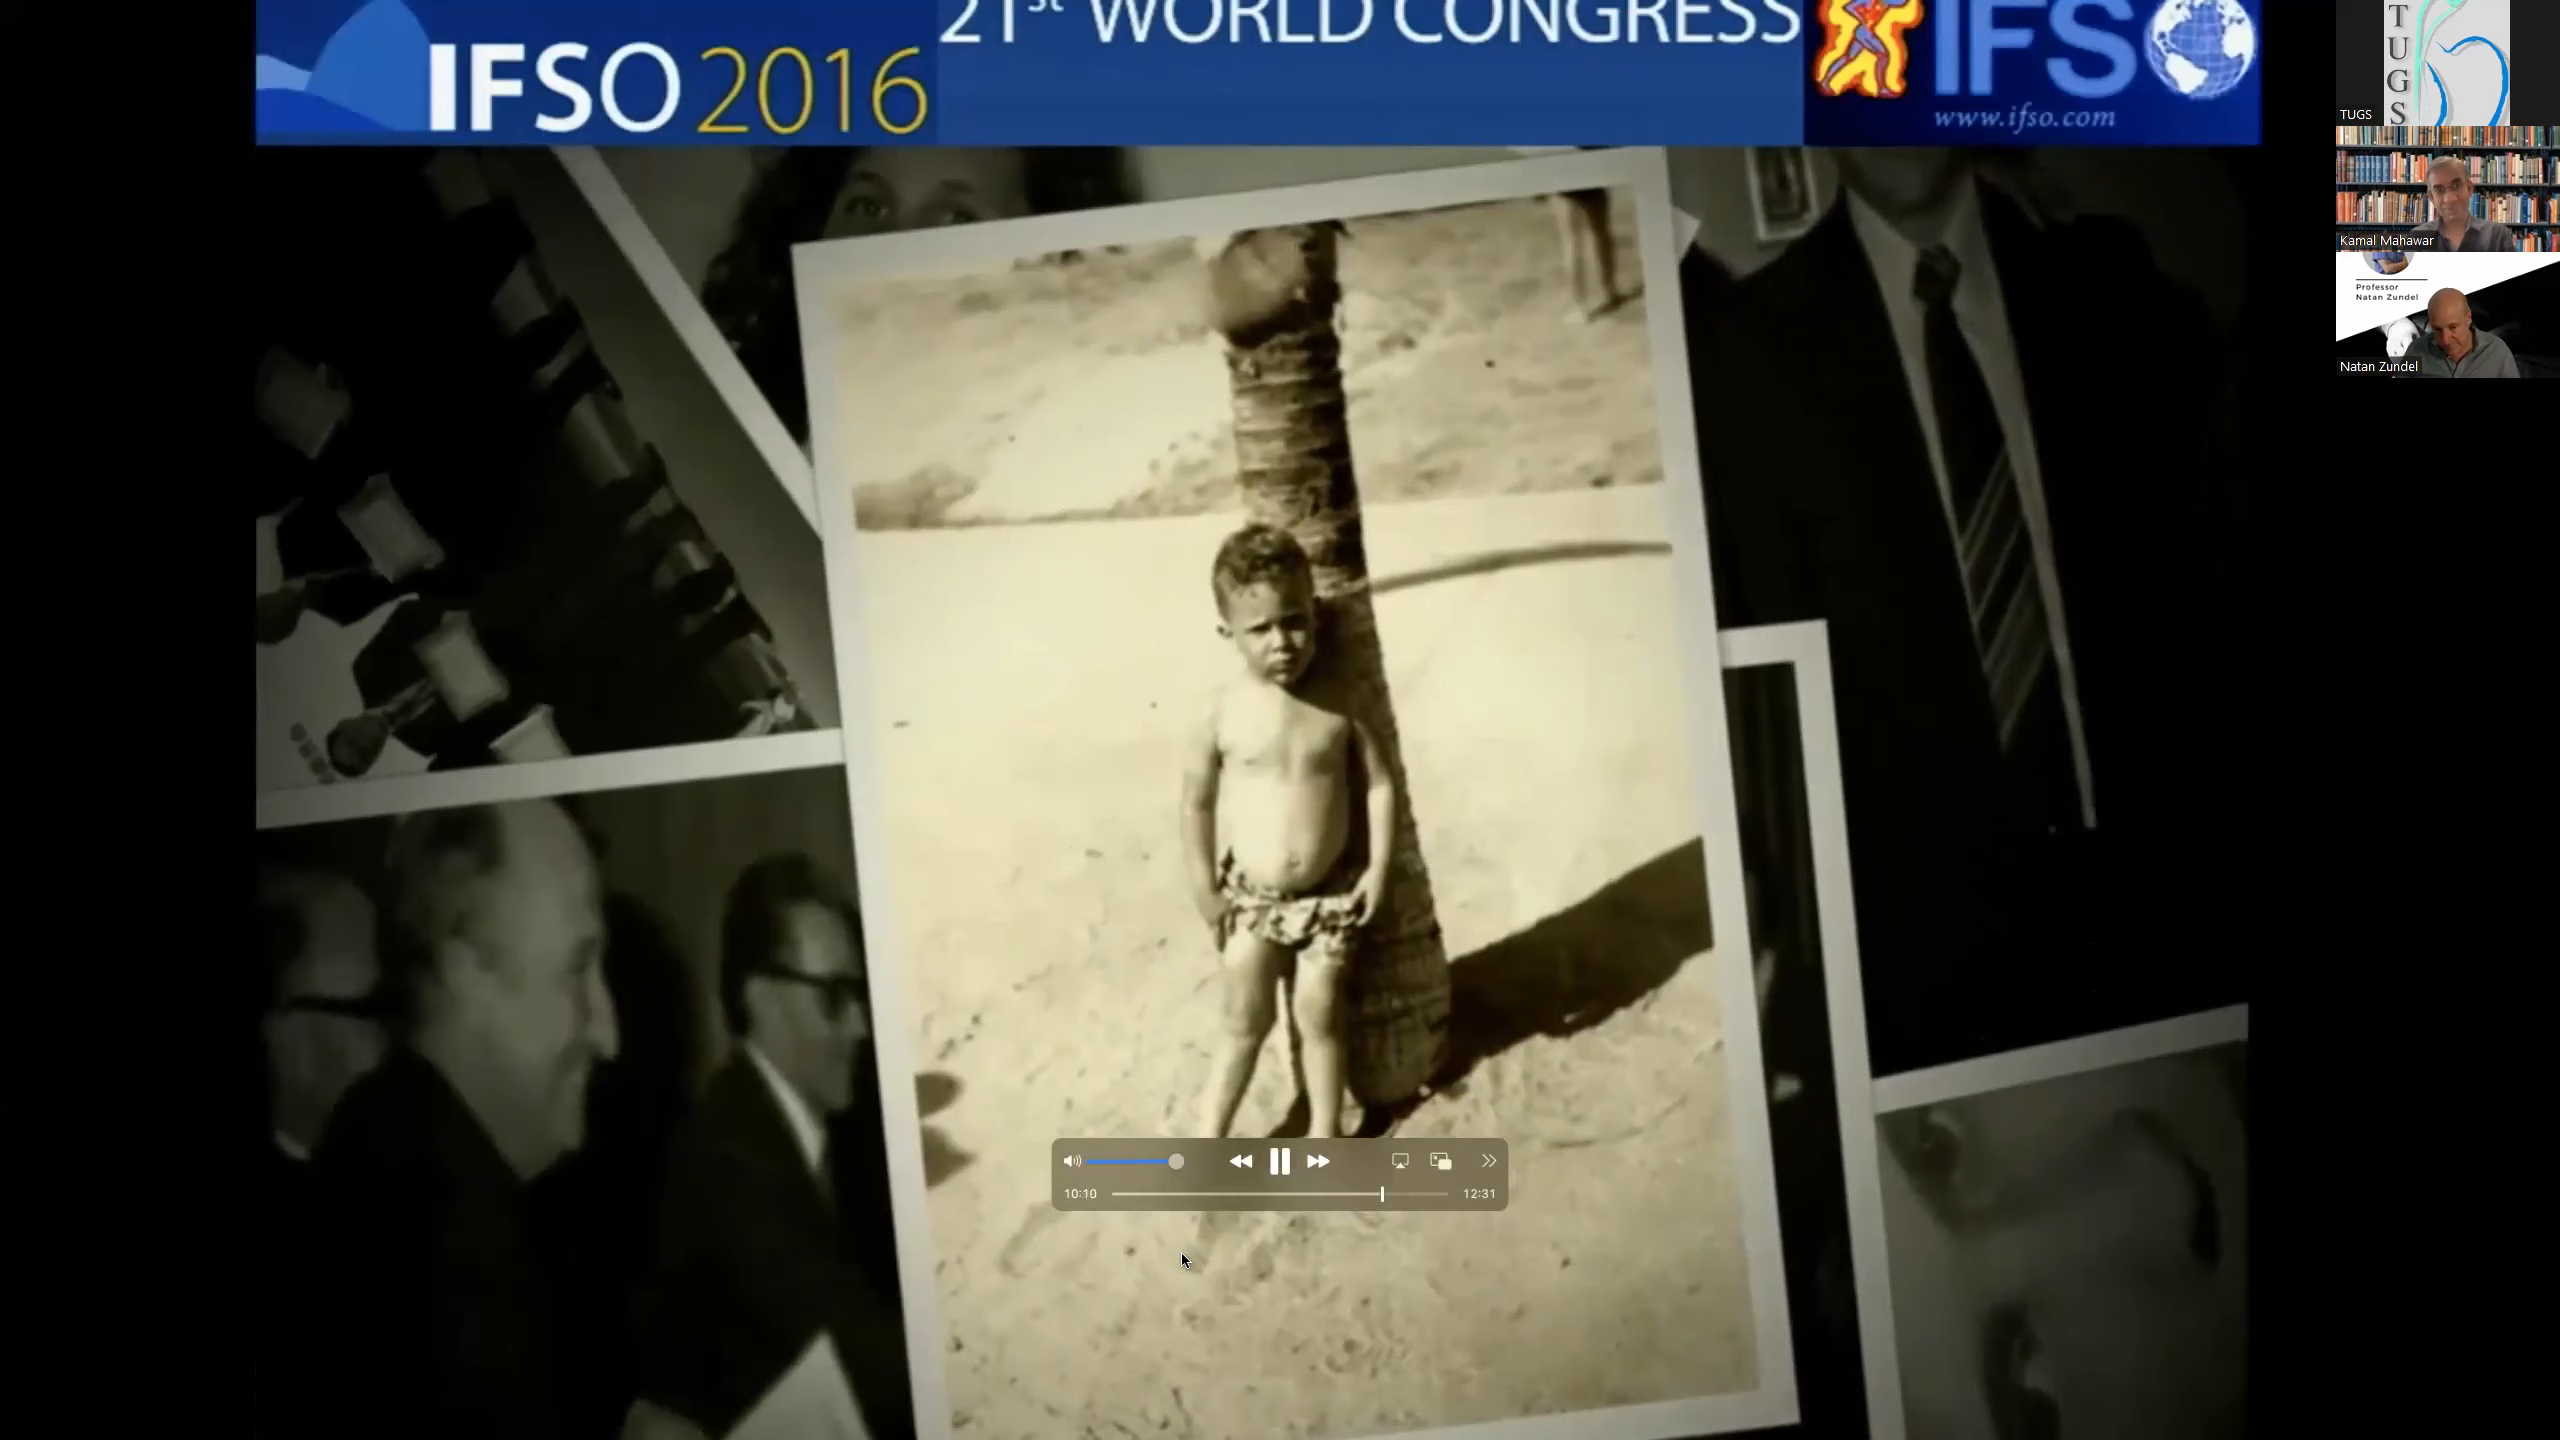 IFSO 2016
21st WORLD CONGRESS
IFSO
www.ifso.com
TUGS
TUGS
Kamal Mahawar
Professor
Natan Zundel
Natan Zundel
10:10
12:31